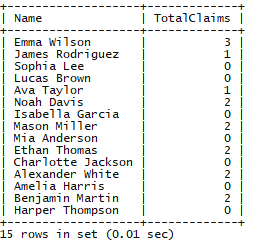 +-------------------+-------------+
| Name              | TotalClaims |
+-------------------+-------------+
| Emma Wilson       |           3 |
| James Rodriguez   |           1 |
| Sophia Lee        |           0 |
| Lucas Brown       |           0 |
| Ava Taylor        |           1 |
| Noah Davis        |           2 |
| Isabella Garcia   |           0 |
| Mason Miller      |           2 |
| Mia Anderson      |           0 |
| Ethan Thomas      |           2 |
| Charlotte Jackson |           0 |
| Alexander White   |           2 |
| Amelia Harris     |           0 |
| Benjamin Martin   |           2 |
| Harper Thompson   |           0 |
+-------------------+-------------+
15 rows in set (0.01 sec)